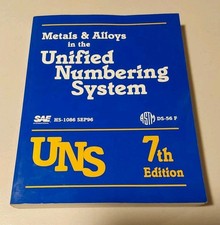 Metals & Alloys
in the
Unified
Numbering
System
SAE HS-1086 SEP96 ASTM DS-56 F
UNS 7th
Edition